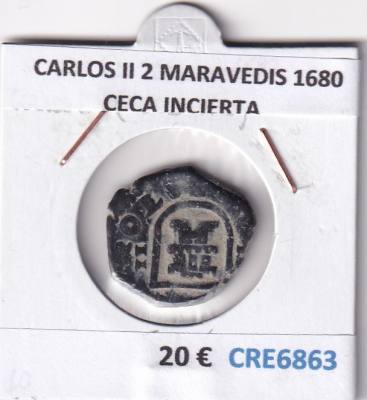 CARLOS II 2 MARAVEDIS 1680
CECA INCIERTA
20 € CRE6863